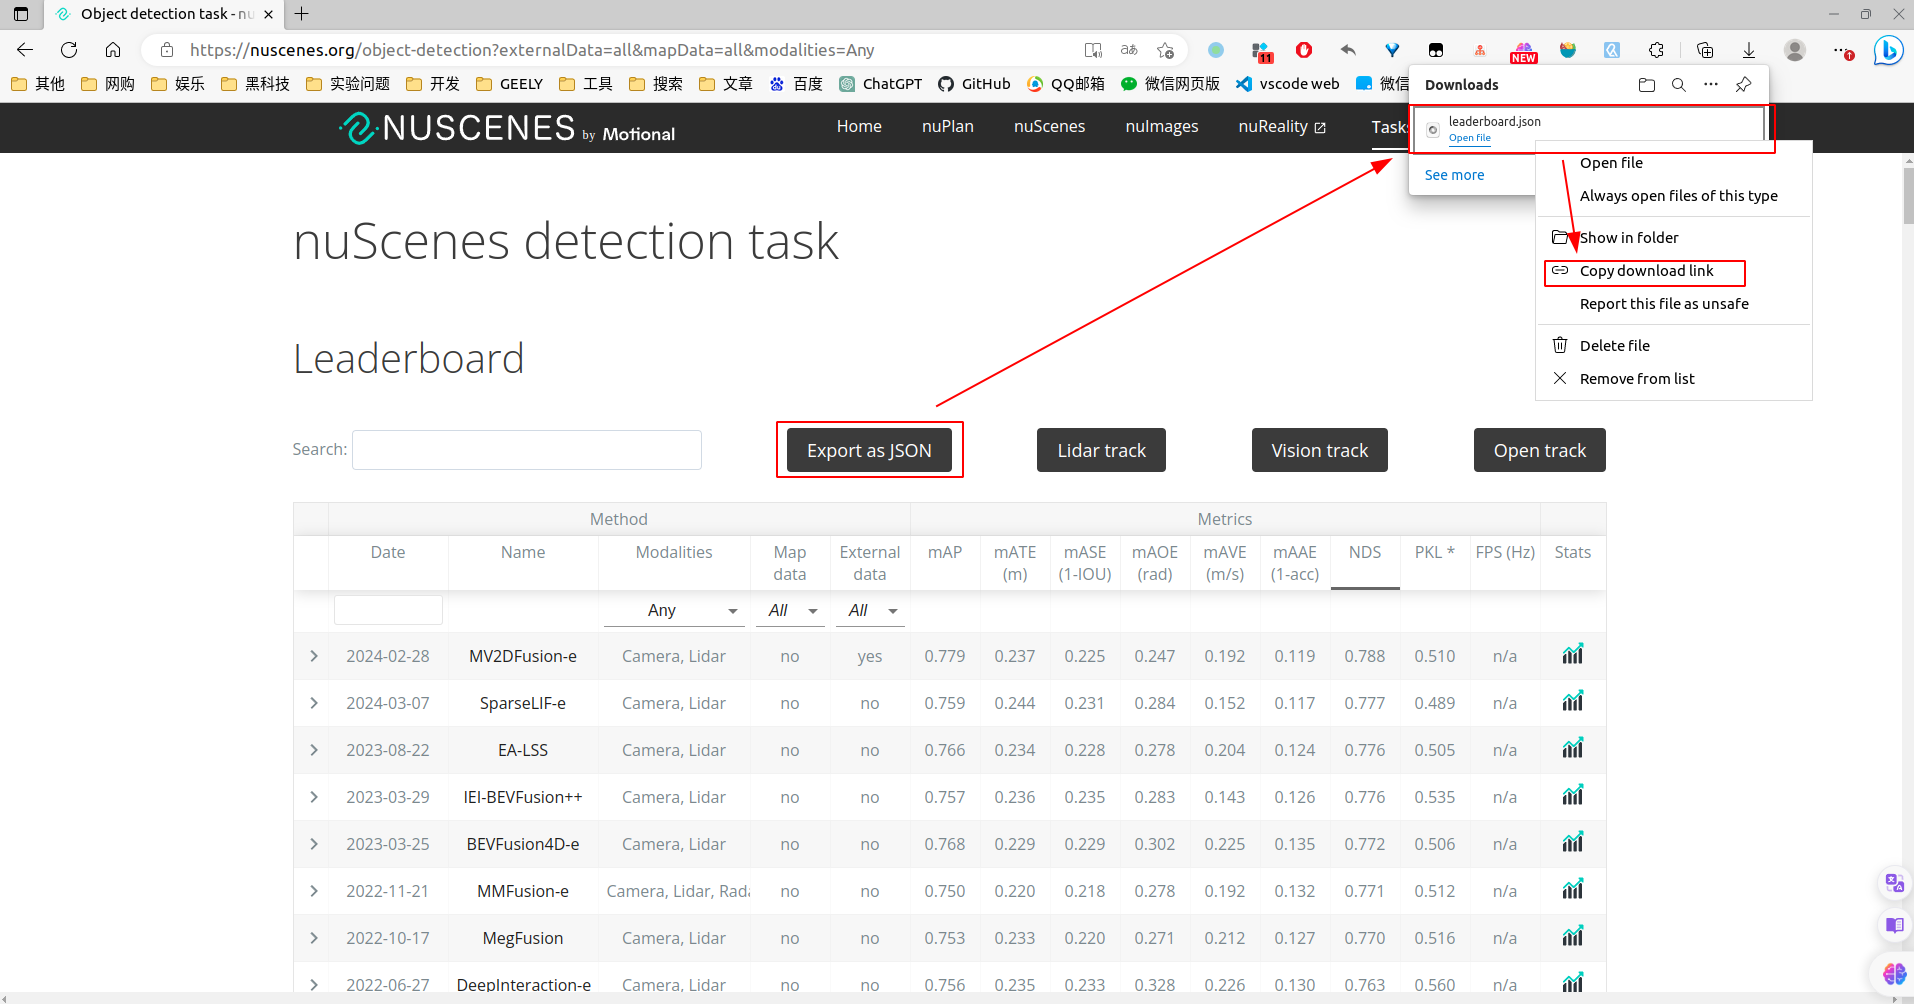 Object detection task - nu
https://nuscenes.org/object-detection?externalData=all&mapData=all&modalities=Any
aあ
11
NEW
其他 网购 娱乐 黑科技 实验问题 开发 GEELY 工具 搜索 文章 百度 ChatGPT GitHub QQ邮箱 微信网页版 vscode web 微信
Downloads
leaderboard.json
Open file
See more
Open file
Always open files of this type
Show in folder
Copy download link
Report this file as unsafe
Delete file
Remove from list
NUSCENES by Motional
Home nuPlan nuScenes nuImages nuReality Tasks
nuScenes detection task
Leaderboard
Search: Export as JSON Lidar track Vision track Open track
Method Metrics
Date Name Modalities Map data External data mAP mATE (m) mASE (1-IOU) mAOE (rad) mAVE (m/s) mAAE (1-acc) NDS PKL * FPS (Hz) Stats
Any All All
2024-02-28 MV2DFusion-e Camera, Lidar no yes 0.779 0.237 0.225 0.247 0.192 0.119 0.788 0.510 n/a
2024-03-07 SparseLIF-e Camera, Lidar no no 0.759 0.244 0.231 0.284 0.152 0.117 0.777 0.489 n/a
2023-08-22 EA-LSS Camera, Lidar no no 0.766 0.234 0.228 0.278 0.204 0.124 0.776 0.505 n/a
2023-03-29 IEI-BEVFusion++ Camera, Lidar no no 0.757 0.236 0.235 0.283 0.143 0.126 0.776 0.535 n/a
2023-03-25 BEVFusion4D-e Camera, Lidar no no 0.768 0.229 0.229 0.302 0.225 0.135 0.772 0.506 n/a
2022-11-21 MMFusion-e Camera, Lidar, Rada no no 0.750 0.220 0.218 0.278 0.192 0.132 0.771 0.512 n/a
2022-10-17 MegFusion Camera, Lidar no no 0.753 0.233 0.220 0.271 0.212 0.127 0.770 0.516 n/a
2022-06-27 DeepInteraction-e Camera, Lidar no no 0.756 0.235 0.233 0.328 0.226 0.130 0.763 0.560 n/a